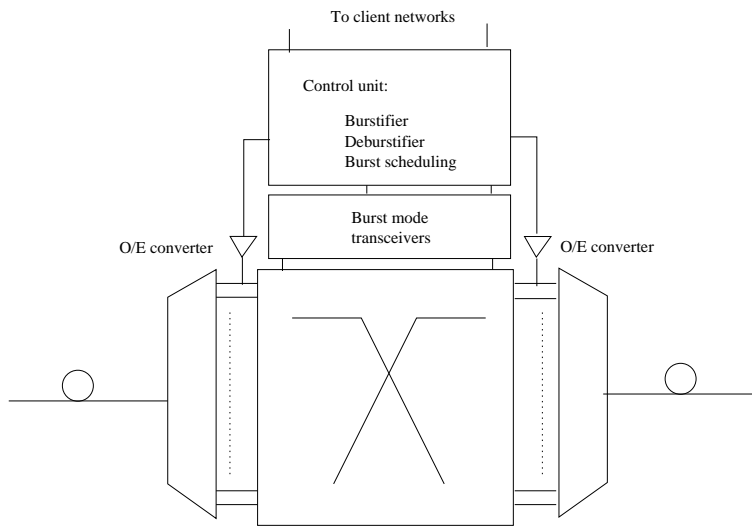 To client networks
Control unit:
Burstifier
Deburstifier
Burst scheduling
Burst mode
transceivers
O/E converter
O/E converter